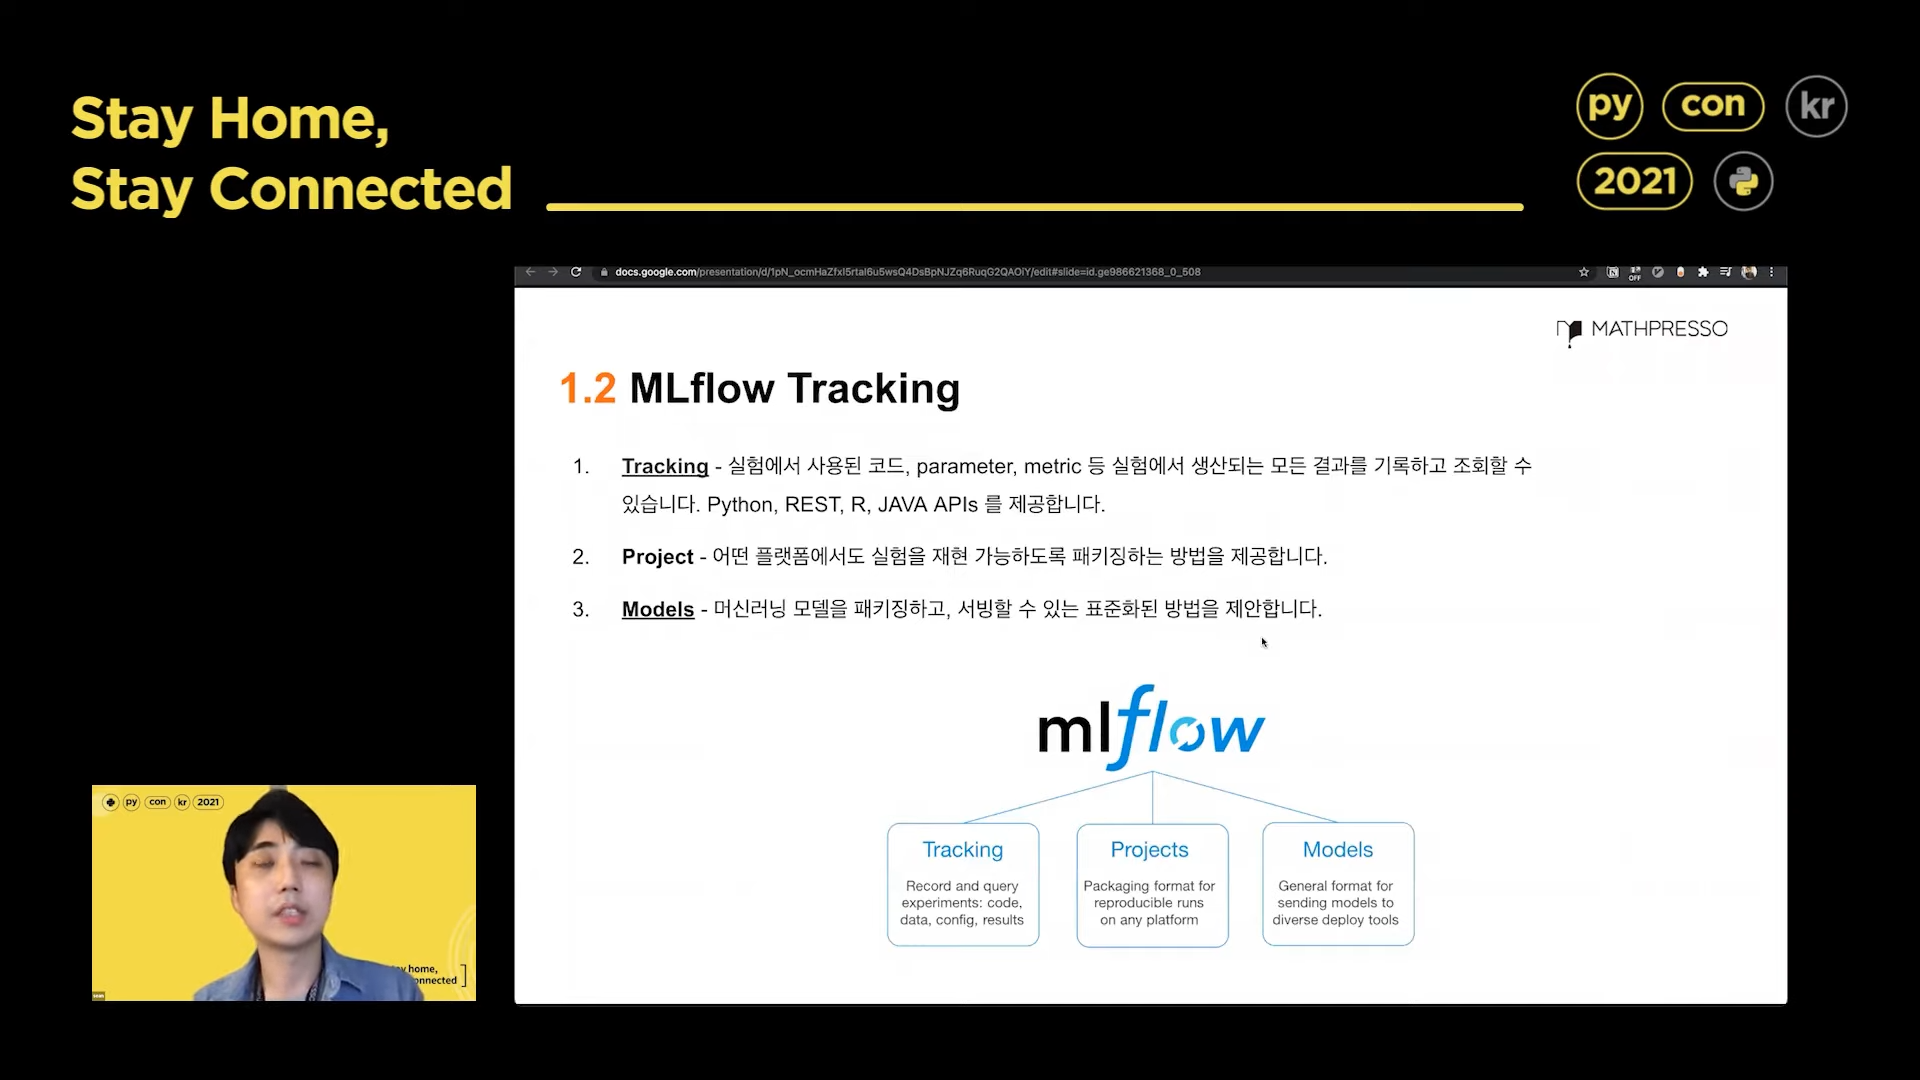 Stay Home,
Stay Connected
py con kr
2021
docs.google.com/presentation/d/1pN_ocmHaZfxI5rtal6u5wsQ4DsBpNJZq6RuqG2QAOiY/edit#slide=id.ge986621368_0_508
OFF
MATHPRESSO
1.2 MLflow Tracking
1. Tracking - 실험에서 사용된 코드, parameter, metric 등 실험에서 생산되는 모든 결과를 기록하고 조회할 수
있습니다. Python, REST, R, JAVA APIs 를 제공합니다.
2. Project - 어떤 플랫폼에서도 실험을 재현 가능하도록 패키징하는 방법을 제공합니다.
3. Models - 머신러닝 모델을 패키징하고, 서빙할 수 있는 표준화된 방법을 제안합니다.
mlflow
Tracking
Record and query
experiments: code,
data, config, results
Projects
Packaging format for
reproducible runs
on any platform
Models
General format for
sending models to
diverse deploy tools
py con kr 2021
home,